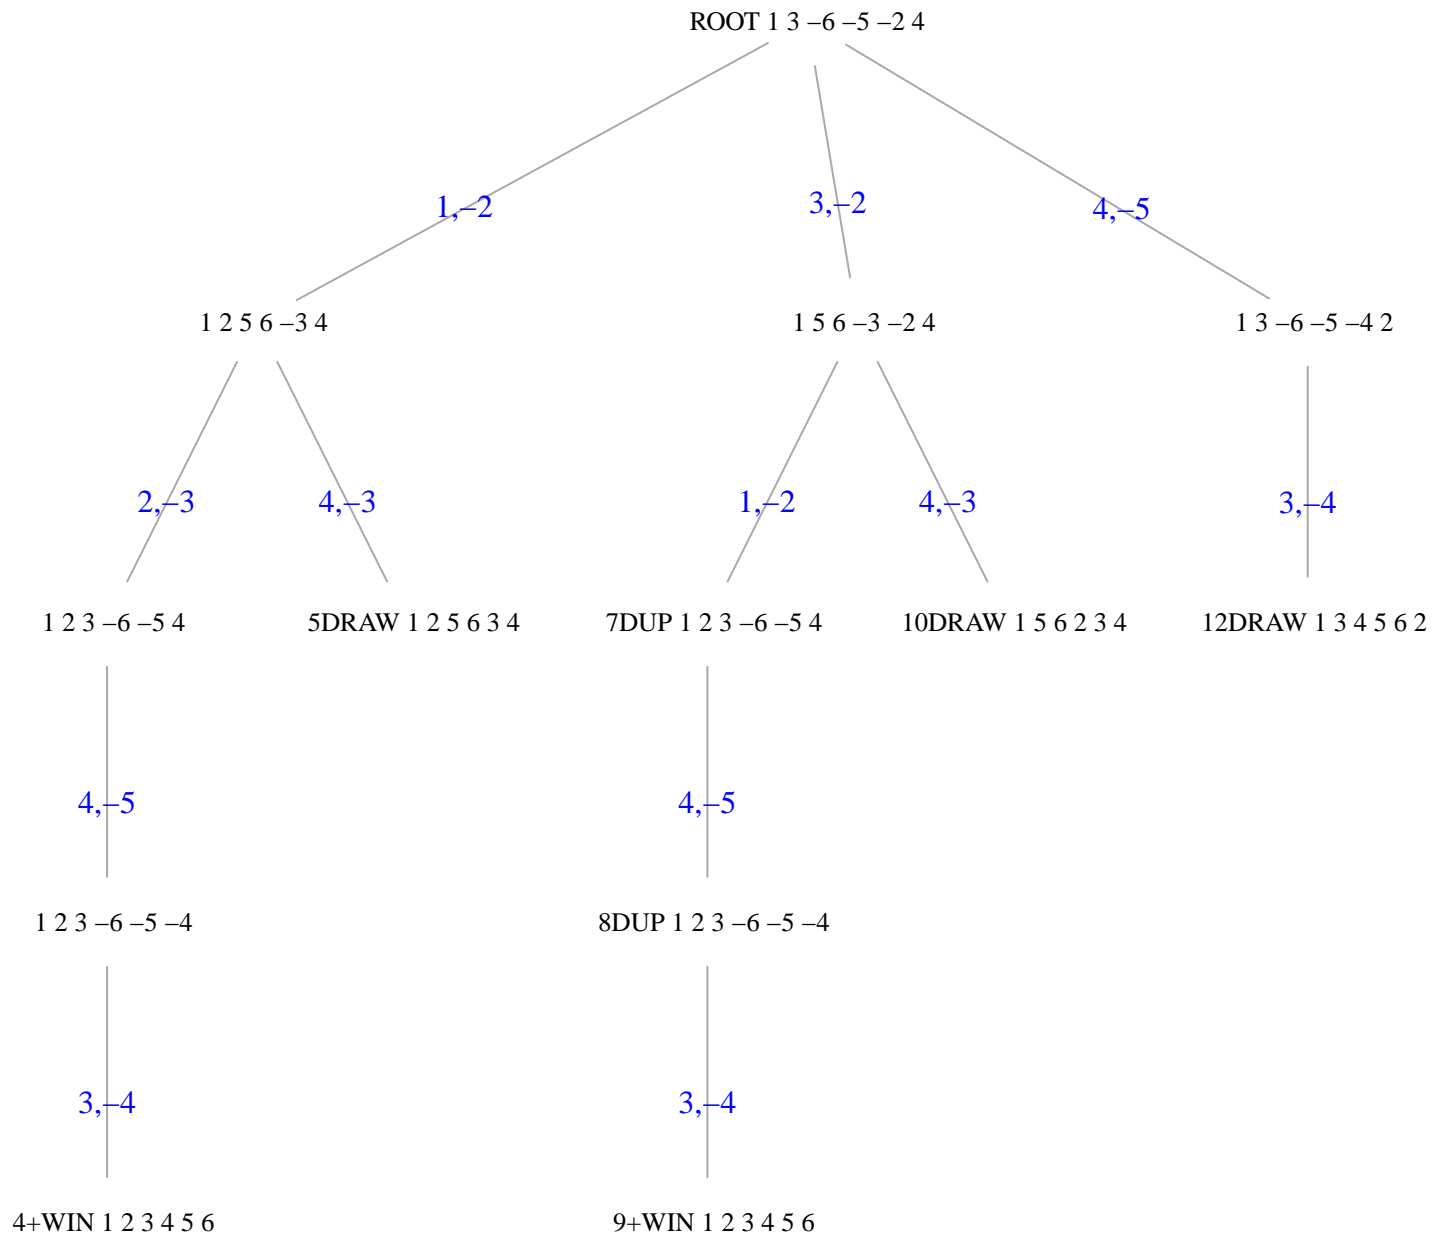 ROOT 1 3 –6 –5 –2 4
1,–2
3,–2
4,–5
1 2 5 6 –3 4
1 5 6 –3 –2 4
1 3 –6 –5 –4 2
2,–3
4,–3
1,–2
4,–3
3,–4
1 2 3 –6 –5 4
5DRAW 1 2 5 6 3 4
7DUP 1 2 3 –6 –5 4
10DRAW 1 5 6 2 3 4
12DRAW 1 3 4 5 6 2
4,–5
4,–5
1 2 3 –6 –5 –4
8DUP 1 2 3 –6 –5 –4
3,–4
3,–4
4+WIN 1 2 3 4 5 6
9+WIN 1 2 3 4 5 6